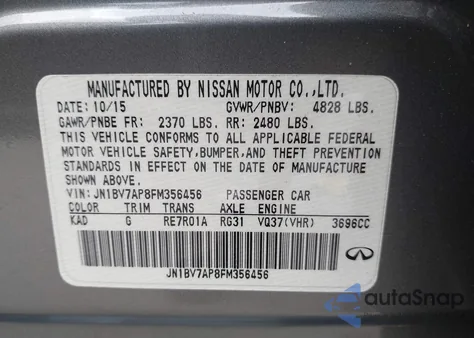 MANUFACTURED BY NISSAN MOTOR CO.,LTD.
DATE: 10/15 GVWR/PNBV: 4828 LBS.
GAWR/PNBE FR: 2370 LBS. RR: 2480 LBS.
THIS VEHICLE CONFORMS TO ALL APPLICABLE FEDERAL
MOTOR VEHICLE SAFETY, BUMPER, AND THEFT PREVENTION
STANDARDS IN EFFECT ON THE DATE OF MANUFACTURE
SHOWN ABOVE.
VIN: JN1BV7AP8FM356456 PASSENGER CAR
COLOR TRIM TRANS AXLE ENGINE
KAD G RE7R01A RG31 VQ37(VHR) 3696CC
JN1BV7AP8FM356456
autaSnap